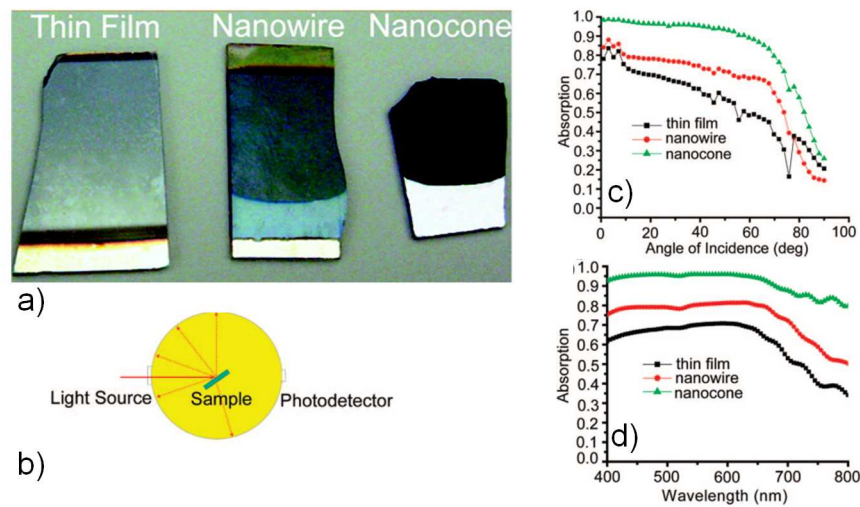 Thin Film Nanowire Nanocone
a)
Light Source
Sample
Photodetector
b)
1.0
0.9
0.8
0.7
0.6
0.5
0.4
0.3
0.2
0.1
0.0
Absorption
thin film
nanowire
nanocone
c)
0 20 40 60 80 100
Angle of Incidence (deg)
1.0
0.9
0.8
0.7
0.6
0.5
0.4
0.3
0.2
0.1
0.0
Absorption
thin film
nanowire
nanocone
d)
400 500 600 700 800
Wavelength (nm)